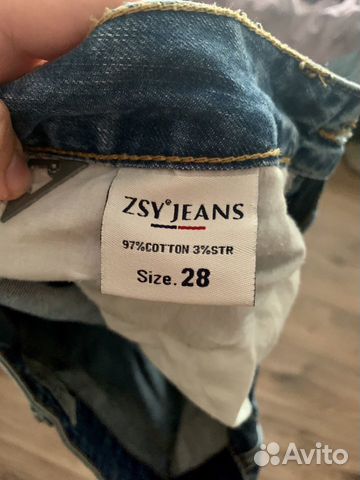 ZSY® JEANS
97%COTTON 3%STR
Size. 28
Avito